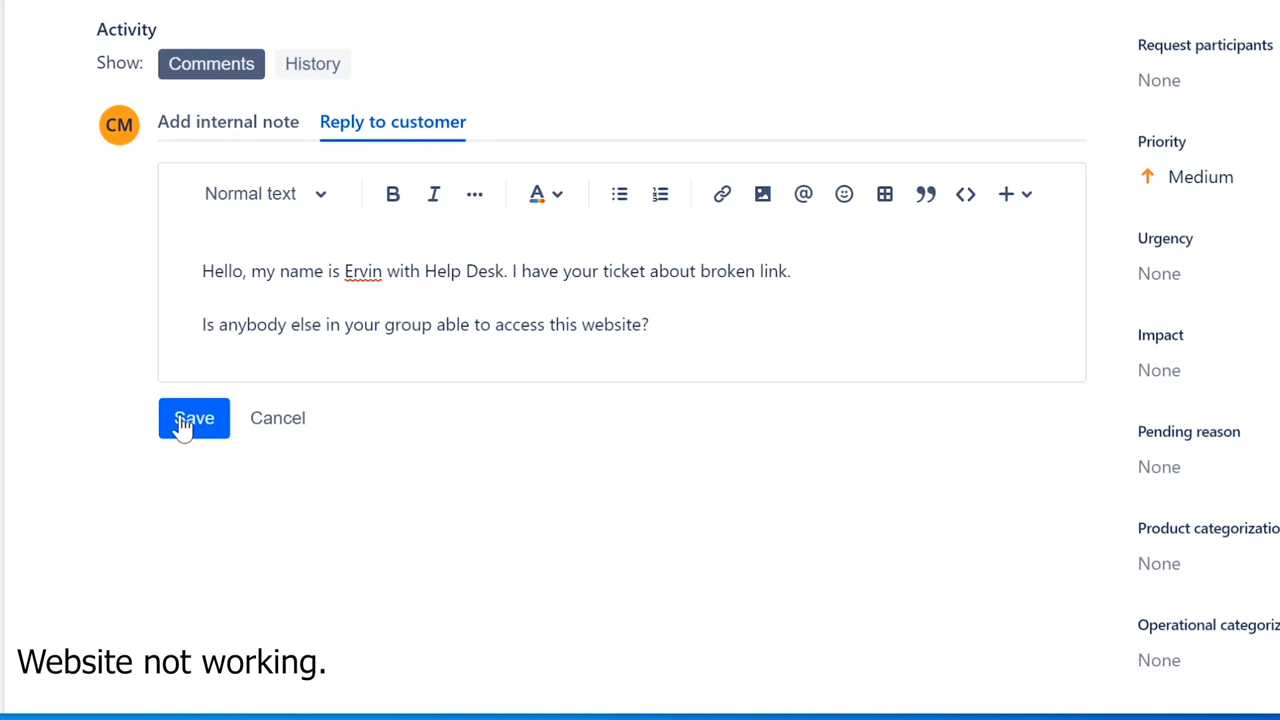 Activity
Show: Comments History
CM Add internal note Reply to customer
Normal text
Hello, my name is Ervin with Help Desk. I have your ticket about broken link.
Is anybody else in your group able to access this website?
Save Cancel
Request participants
None
Priority
Medium
Urgency
None
Impact
None
Pending reason
None
Product categorizatio
None
Operational categoriz
None
Website not working.